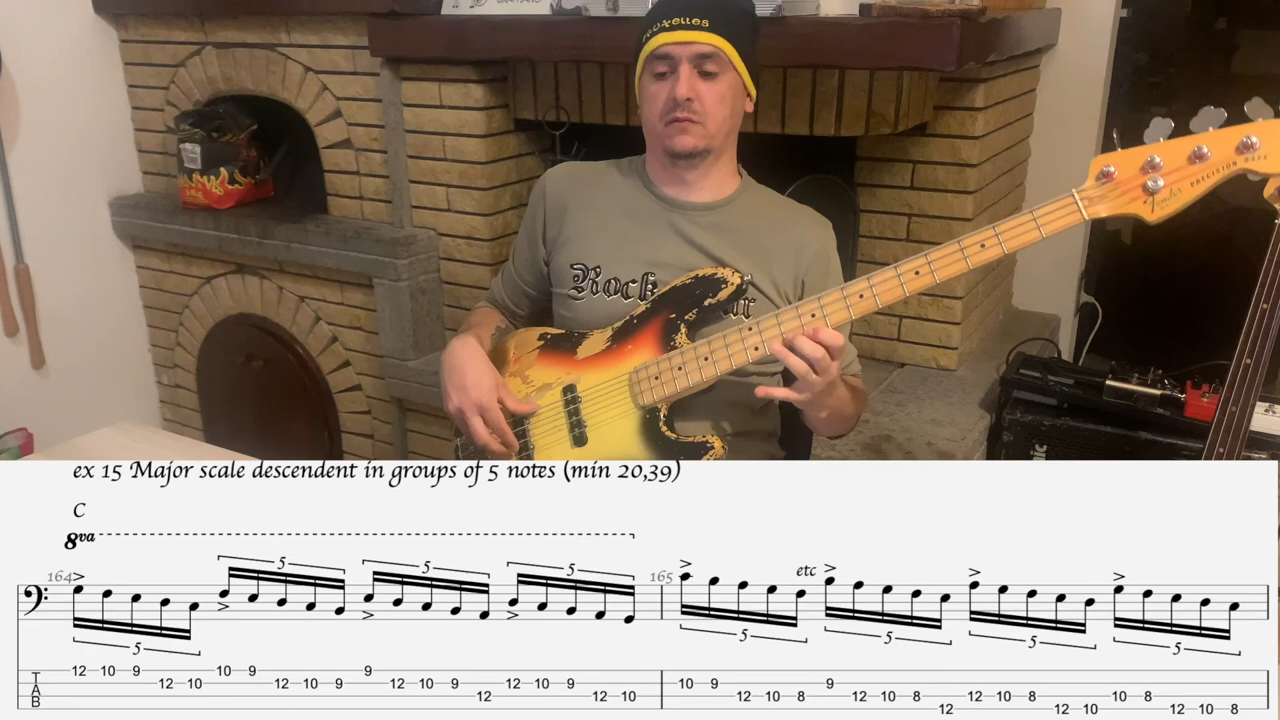 BRUXELLES
Fender PRECISION BASS
Rock
ex 15 Major scale descendent in groups of 5 notes (min 20,39)
C
8va
5 5 5
164 165 etc
5 5 5 5 5
T 12 10 9 10 9 9
A 12 10 12 10 9 12 10 9 12 10 9 10 9 9
B 12 12 10 12 10 8 12 10 8 12 10 8 10 8
12 12 10 12 10 8